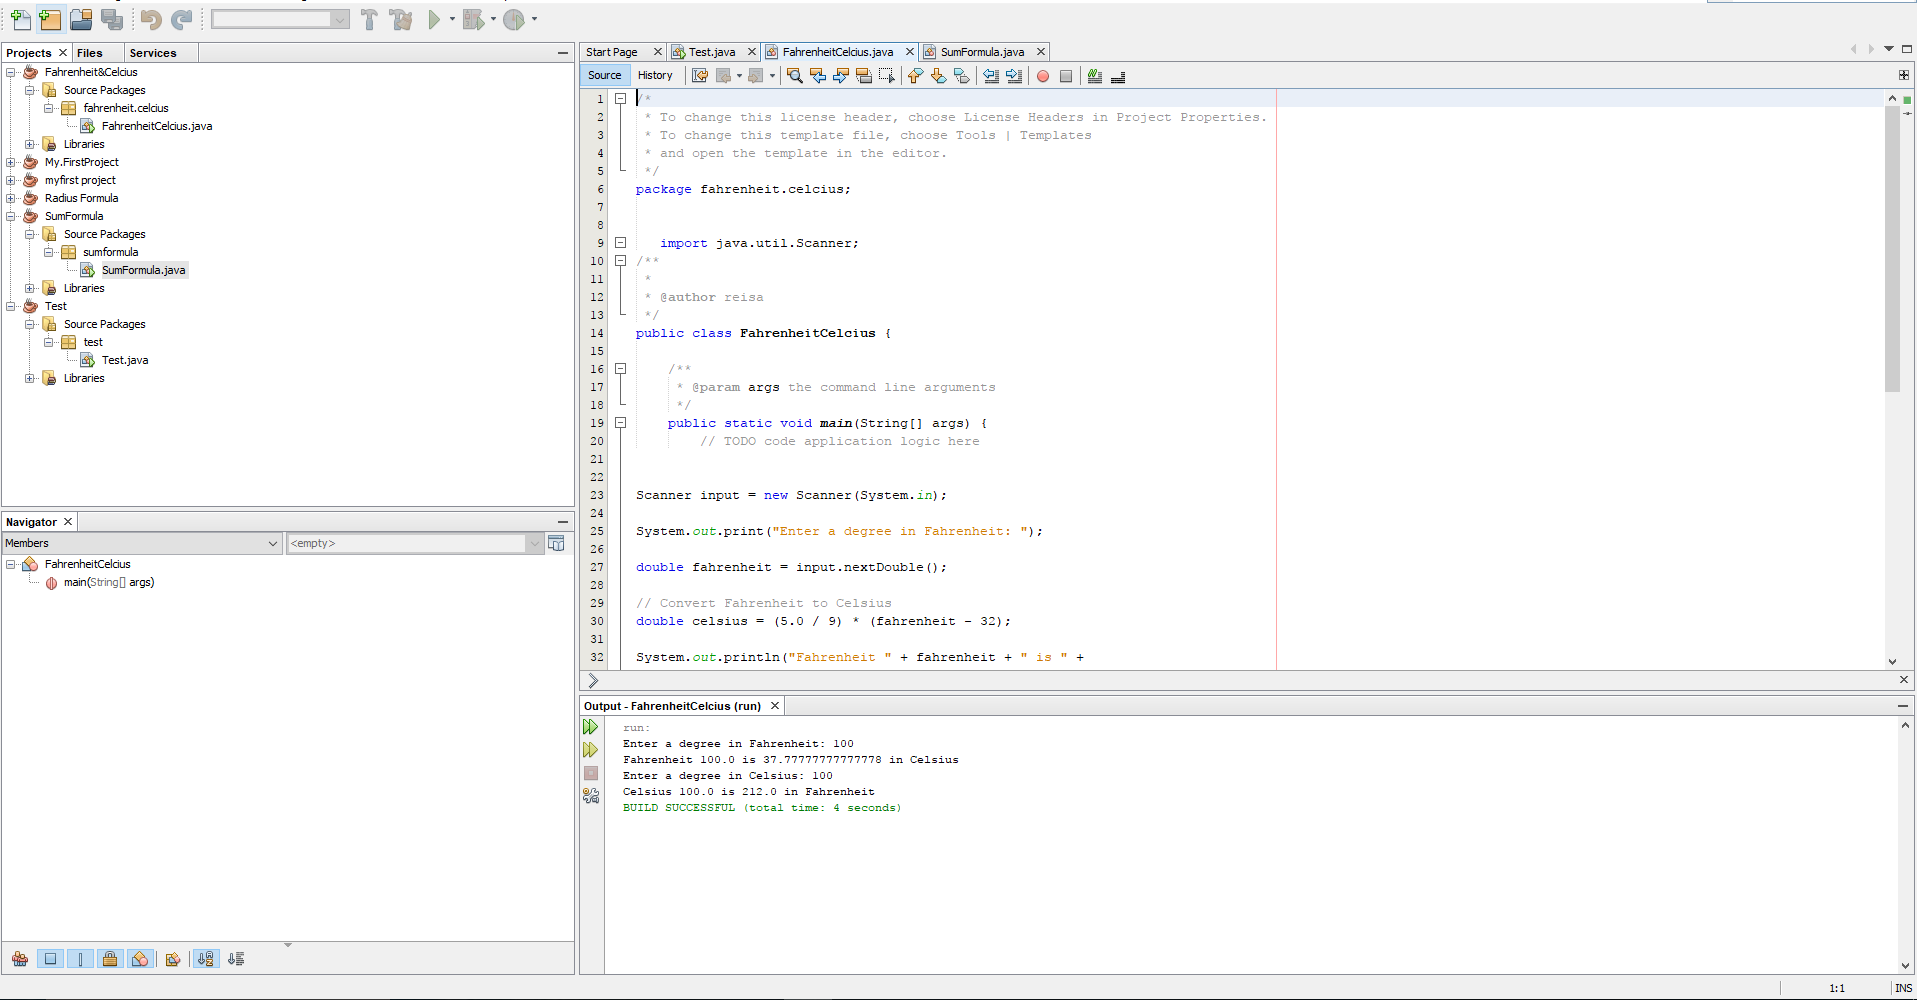 Projects
Files
Services
Fahrenheit&Celcius
Source Packages
fahrenheit.celcius
FahrenheitCelcius.java
Libraries
My.FirstProject
myfirst project
Radius Formula
SumFormula
Source Packages
sumformula
SumFormula.java
Libraries
Test
Source Packages
test
Test.java
Libraries
Navigator
Members
<empty>
FahrenheitCelcius
main(String[] args)
Start Page
Test.java
FahrenheitCelcius.java
SumFormula.java
Source
History
1 /*
2 * To change this license header, choose License Headers in Project Properties.
3 * To change this template file, choose Tools | Templates
4 * and open the template in the editor.
5 */
6 package fahrenheit.celcius;
7
8
9 import java.util.Scanner;
10 /**
11 *
12 * @author reisa
13 */
14 public class FahrenheitCelcius {
15
16 /**
17 * @param args the command line arguments
18 */
19 public static void main(String[] args) {
20 // TODO code application logic here
21
22
23 Scanner input = new Scanner(System.in);
24
25 System.out.print("Enter a degree in Fahrenheit: ");
26
27 double fahrenheit = input.nextDouble();
28
29 // Convert Fahrenheit to Celsius
30 double celsius = (5.0 / 9) * (fahrenheit - 32);
31
32 System.out.println("Fahrenheit " + fahrenheit + " is " +
Output - FahrenheitCelcius (run)
run:
Enter a degree in Fahrenheit: 100
Fahrenheit 100.0 is 37.77777777777778 in Celsius
Enter a degree in Celsius: 100
Celsius 100.0 is 212.0 in Fahrenheit
BUILD SUCCESSFUL (total time: 4 seconds)
1:1
INS